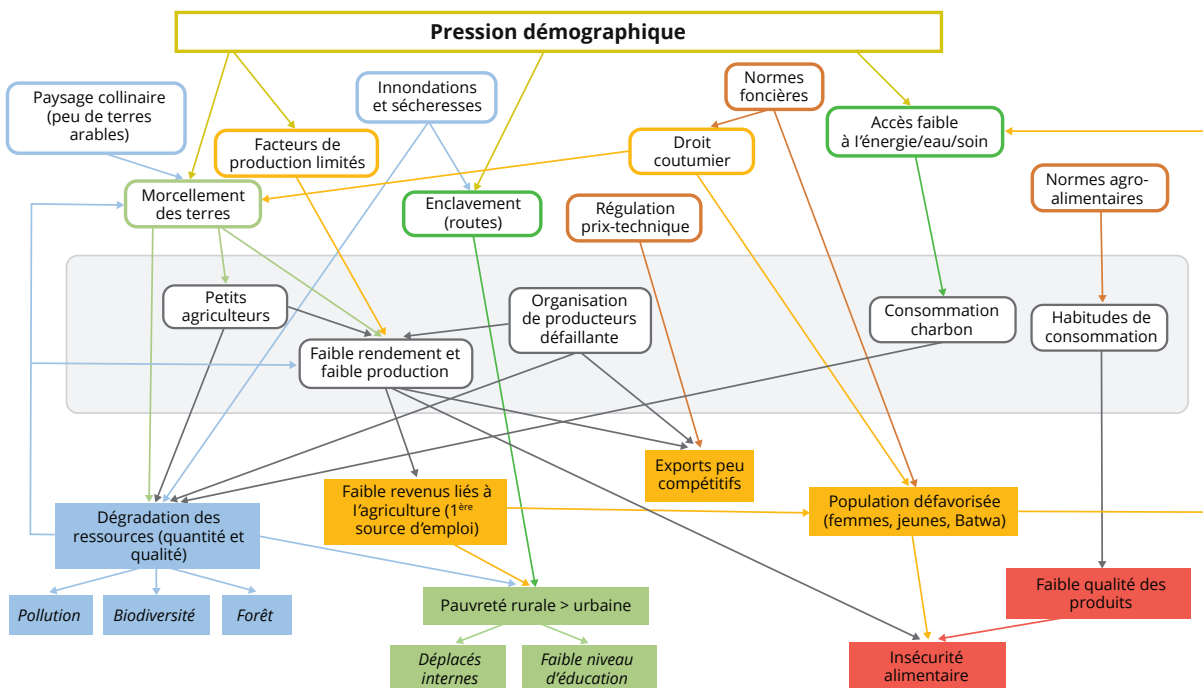 Pression démographique
Paysage collinaire
(peu de terres
arables)
Innondations
et sécheresses
Normes
foncières
Facteurs de
production limités
Droit
coutumier
Accès faible
à l'énergie/eau/soin
Morcellement
des terres
Enclavement
(routes)
Régulation
prix-technique
Normes agro-
alimentaires
Petits
agriculteurs
Organisation
de producteurs
défaillante
Consommation
charbon
Habitudes de
consommation
Faible rendement et
faible production
Exports peu
compétitifs
Faible revenus liés à
l'agriculture (1ère
source d'emploi)
Population défavorisée
(femmes, jeunes, Batwa)
Dégradation des
ressources (quantité et
qualité)
Faible qualité des
produits
Pollution
Biodiversité
Forêt
Pauvreté rurale > urbaine
Déplacés
internes
Faible niveau
d'éducation
Insécurité
alimentaire